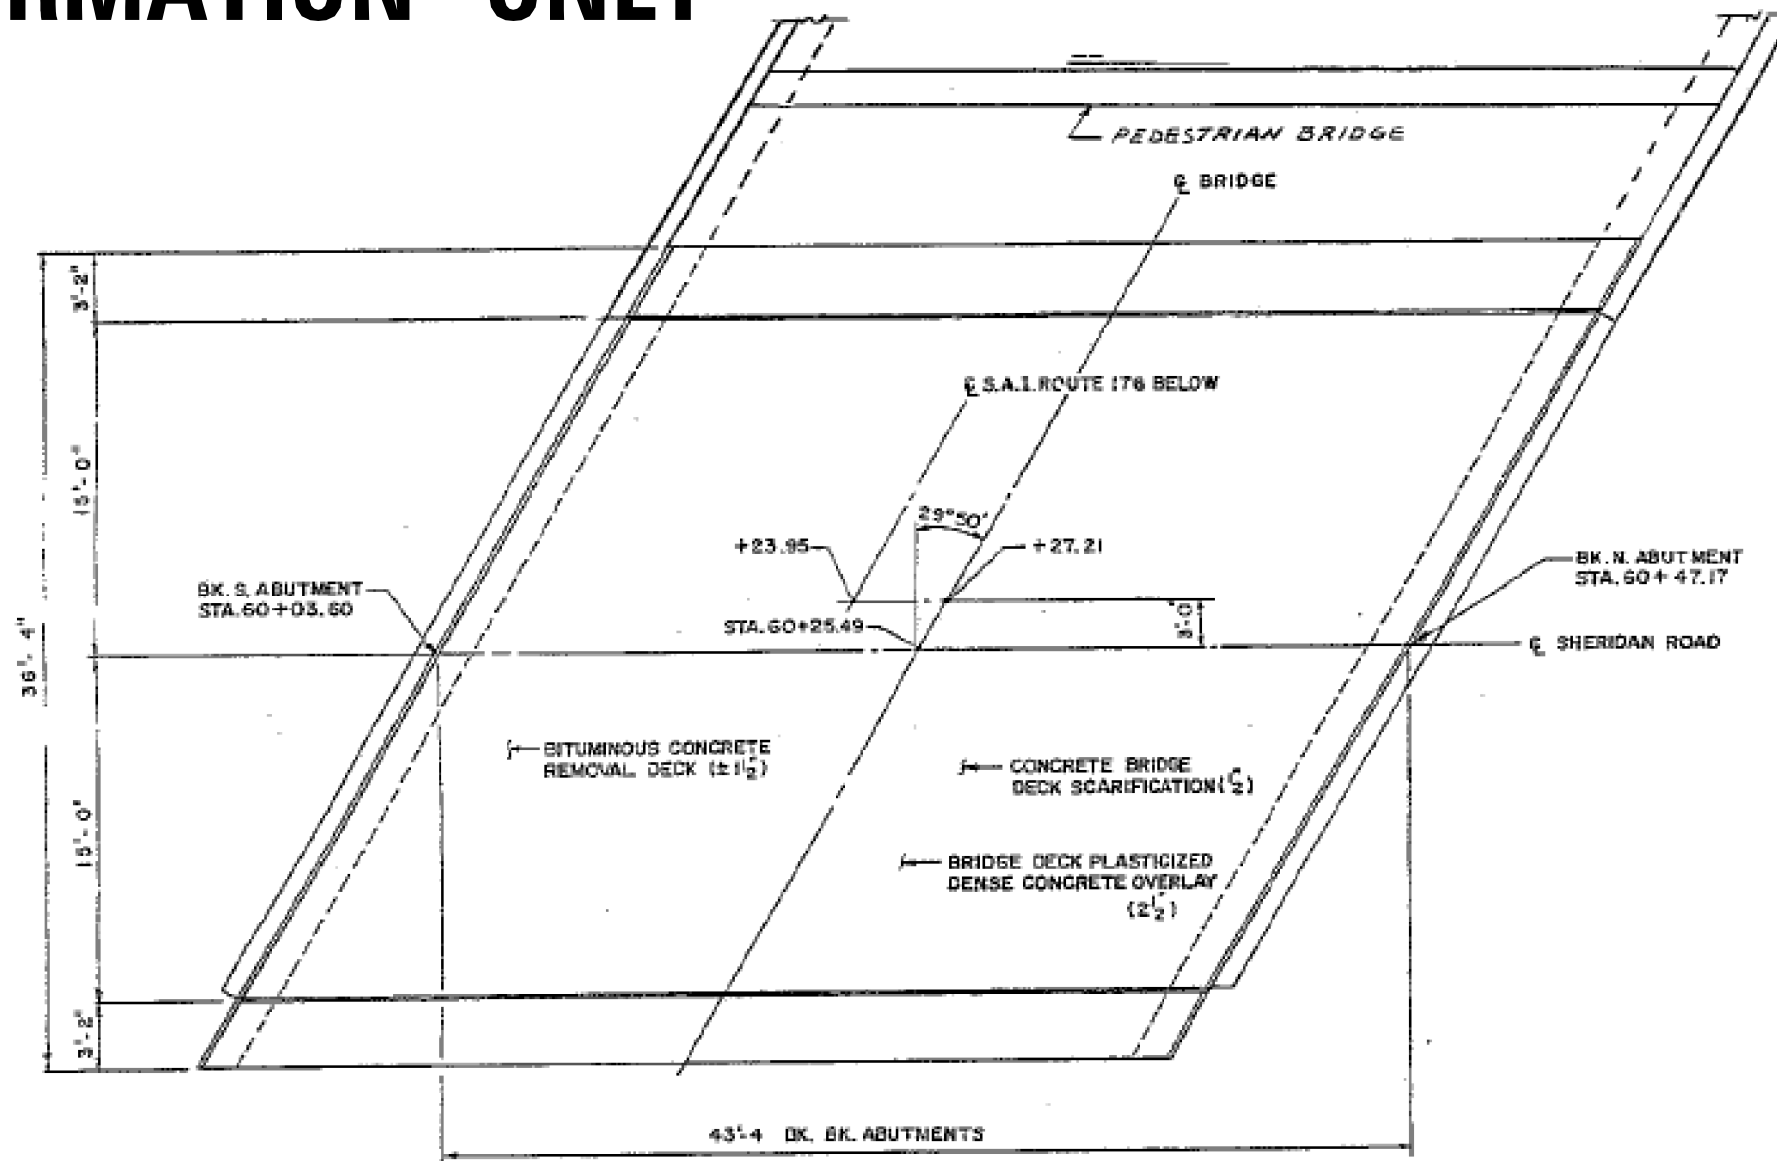 RMATION ONLY
PEDESTRIAN BRIDGE
℄ BRIDGE
3'-2"
℄ S.A.I. ROUTE 176 BELOW
15'-0"
29°50'
+23.95
+27.21
BK. N. ABUTMENT
STA. 60+47.17
BK. S. ABUTMENT
STA. 60+03.60
3'-0"
STA. 60+25.49
℄ SHERIDAN ROAD
36'-4"
BITUMINOUS CONCRETE
REMOVAL DECK (±1½")
CONCRETE BRIDGE
DECK SCARIFICATION (½")
15'-0"
BRIDGE DECK PLASTICIZED
DENSE CONCRETE OVERLAY
(2½")
3'-2"
43'-4 BK. BK. ABUTMENTS